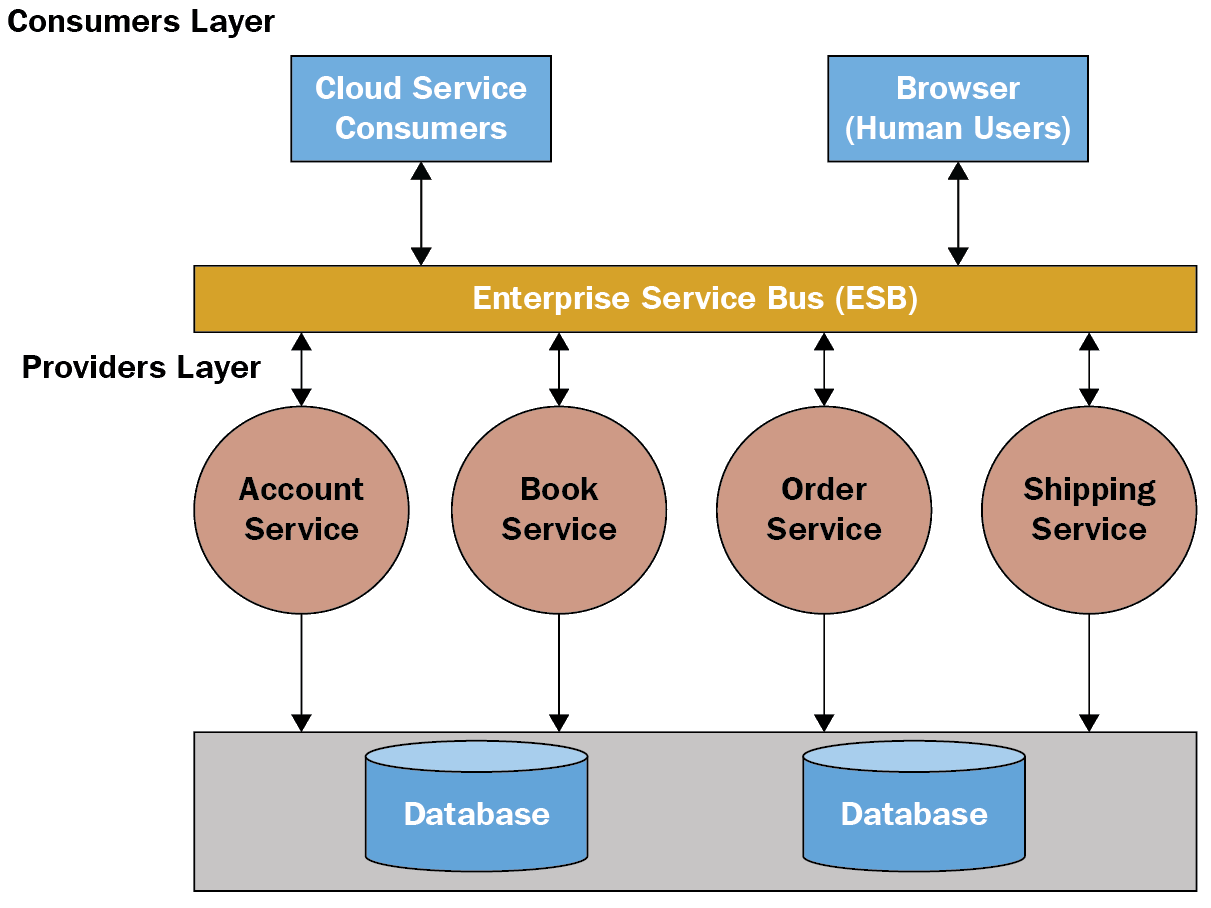 Consumers Layer
Cloud Service
Consumers
Browser
(Human Users)
Enterprise Service Bus (ESB)
Providers Layer
Account
Service
Book
Service
Order
Service
Shipping
Service
Database
Database